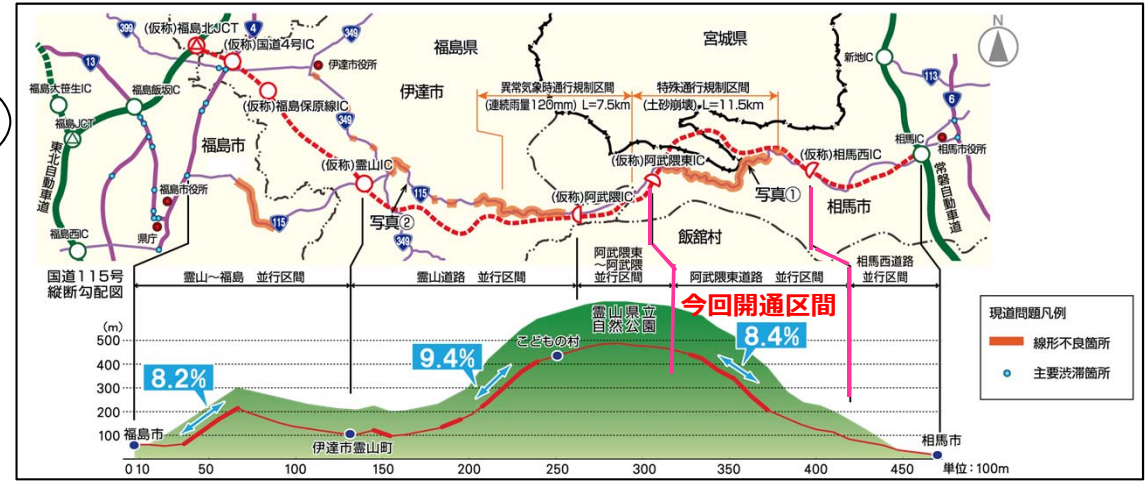 399
(仮称)福島北JCT
4
(仮称)国道4号IC
349
伊達市役所
13
福島大笹生IC
福島飯坂IC
(仮称)福島保原線IC
福島JCT
東北自動車道
福島市
福島市役所
県庁
福島西IC
115
伊達市
349
(仮称)霊山IC
写真②
115
349
福島県
宮城県
異常気象時通行規制区間
(連続雨量120mm) L=7.5km
特殊通行規制区間
(土砂崩壊) L=11.5km
(仮称)阿武隈IC
(仮称)阿武隈東IC
写真①
(仮称)相馬西IC
飯舘村
相馬市
新地IC
113
6
相馬IC
相馬市役所
常磐自動車道
N
国道115号
縦断勾配図
霊山~福島 並行区間
霊山道路 並行区間
阿武隈東
~阿武隈
並行区間
阿武隈東道路 並行区間
相馬西道路
並行区間
今回開通区間
(m)
500
400
300
200
100
8.2%
9.4%
8.4%
霊山県立
自然公園
こどもの村
福島市
伊達市霊山町
相馬市
0 10 50 100 150 200 250 300 350 400 450 単位:100m
現道問題凡例
線形不良箇所
主要渋滞箇所